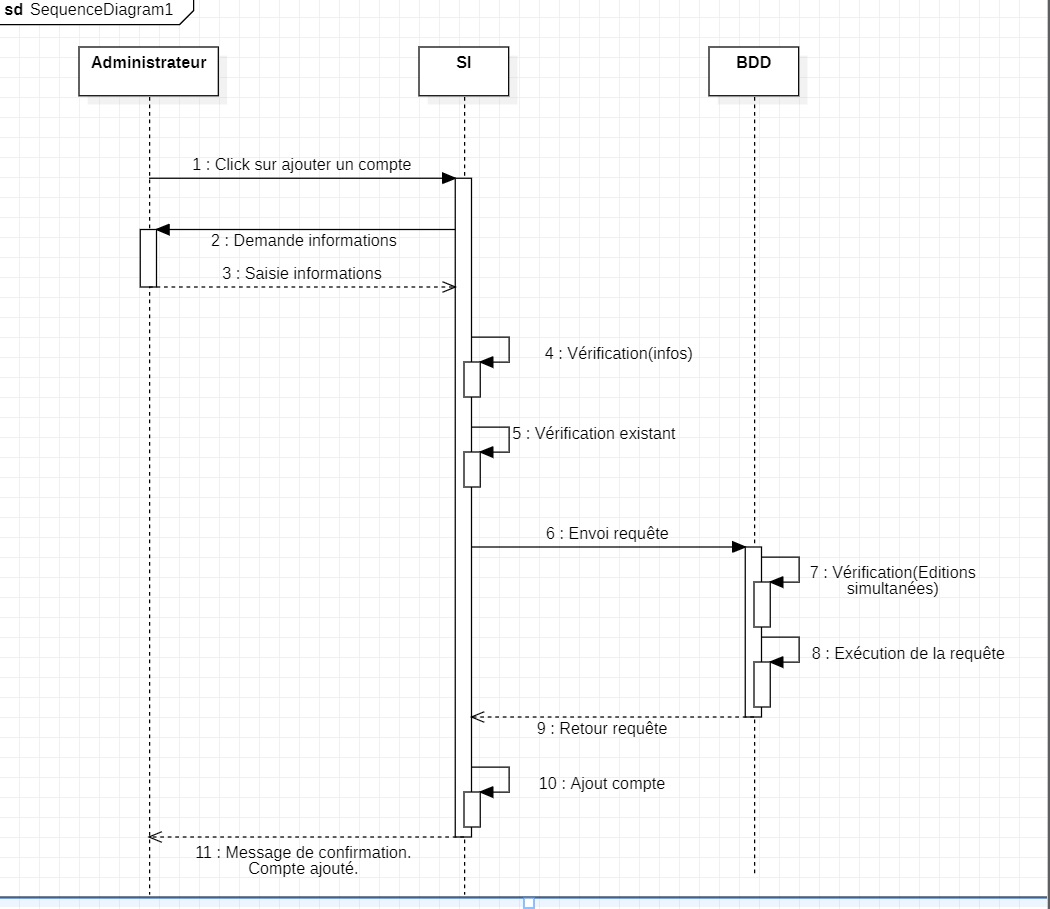 sd SequenceDiagram1
Administrateur
SI
BDD
1 : Click sur ajouter un compte
2 : Demande informations
3 : Saisie informations
4 : Vérification(infos)
5 : Vérification existant
6 : Envoi requête
7 : Vérification(Editions
simultanées)
8 : Exécution de la requête
9 : Retour requête
10 : Ajout compte
11 : Message de confirmation.
Compte ajouté.